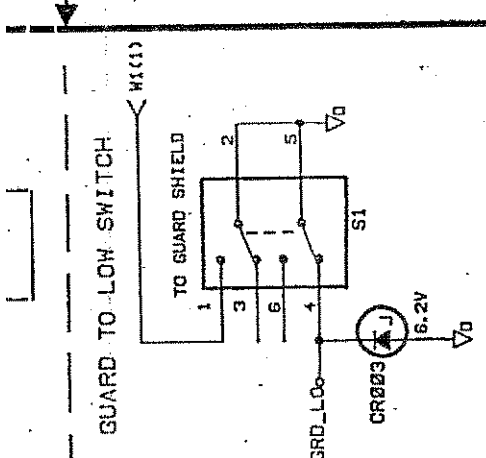 GUARD TO LOW SWITCH
W1(1)
TO GUARD SHIELD
2
5
S1
1
3
6
4
GRD_LO
CR003
6.2V